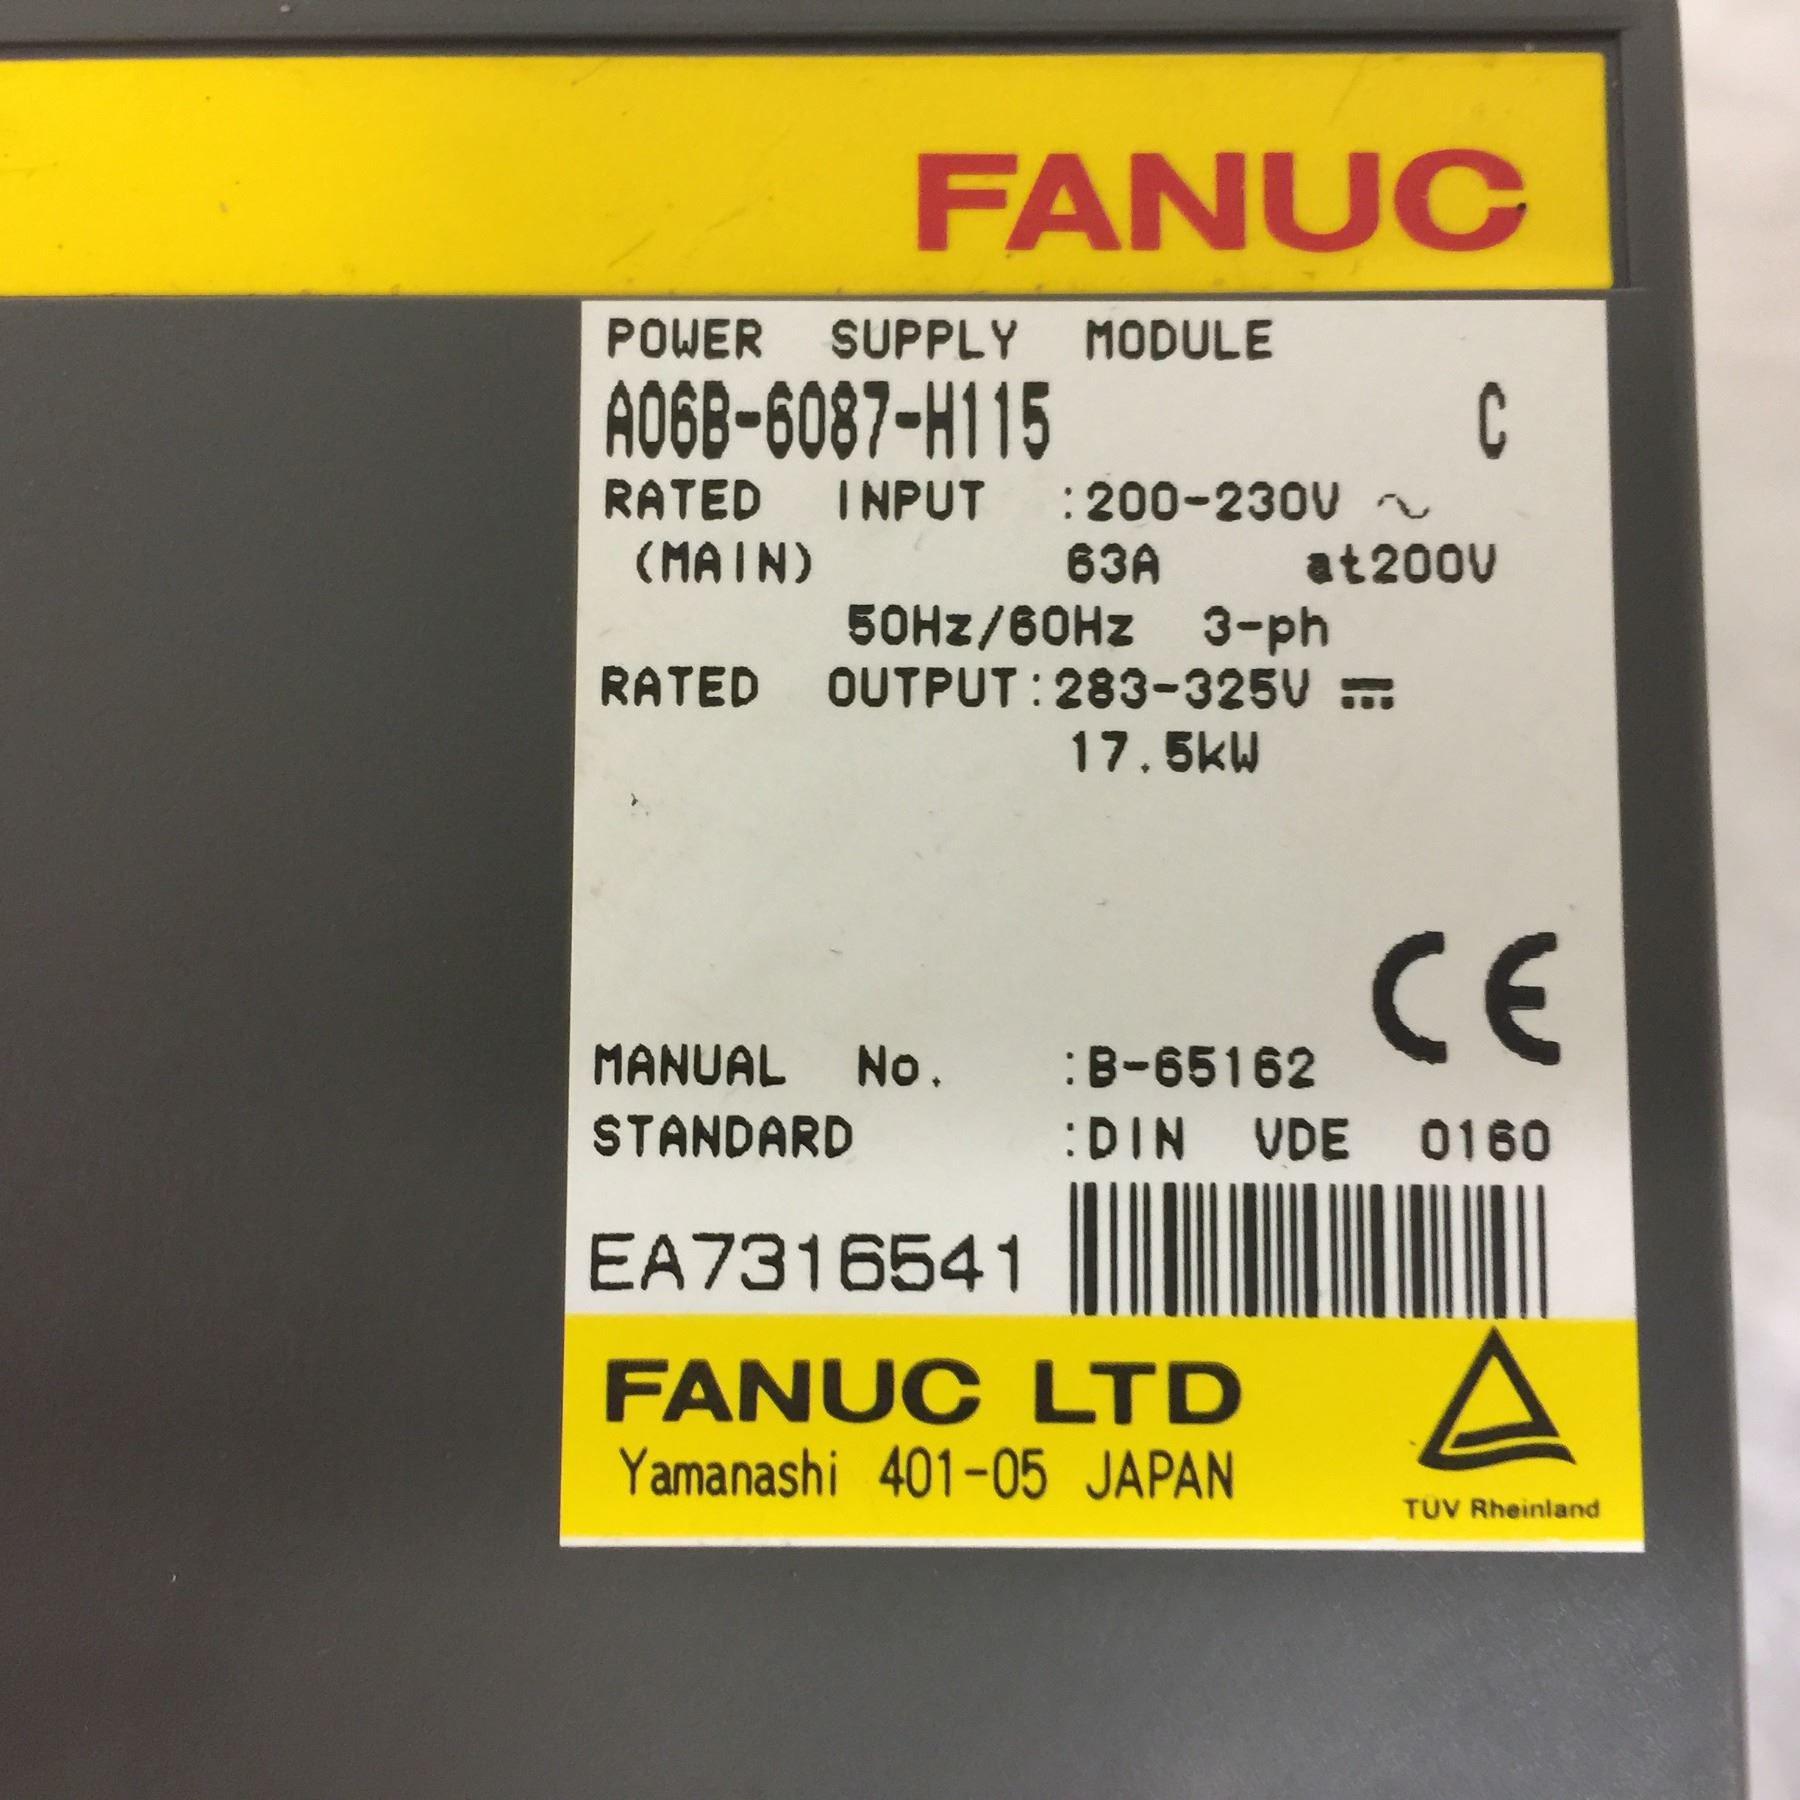 FANUC
POWER SUPPLY MODULE
A06B-6087-H115 C
RATED INPUT :200-230V ~
(MAIN) 63A at200V
50Hz/60Hz 3-ph
RATED OUTPUT:283-325V ⎓
17.5kW
CE
MANUAL No. :B-65162
STANDARD :DIN VDE 0160
EA7316541
FANUC LTD
Yamanashi 401-05 JAPAN
TÜV Rheinland